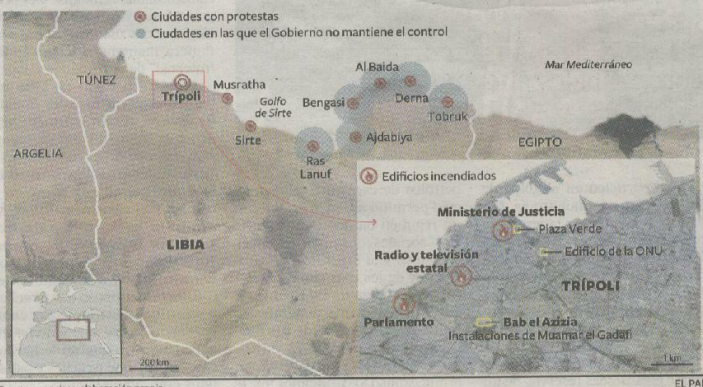 Ciudades con protestas
Ciudades en las que el Gobierno no mantiene el control
Mar Mediterráneo
TÚNEZ
Trípoli
Musratha
Golfo
de Sirte
Sirte
Al Baida
Bengasi
Derna
Tobruk
Ajdabiya
Ras
Lanuf
ARGELIA
EGIPTO
LIBIA
200 km
Edificios incendiados
Ministerio de Justicia
Plaza Verde
Edificio de la ONU
Radio y televisión
estatal
TRÍPOLI
Parlamento
Bab el Azizia
Instalaciones de Muamar el Gadafi
1 km
EL PAÍ